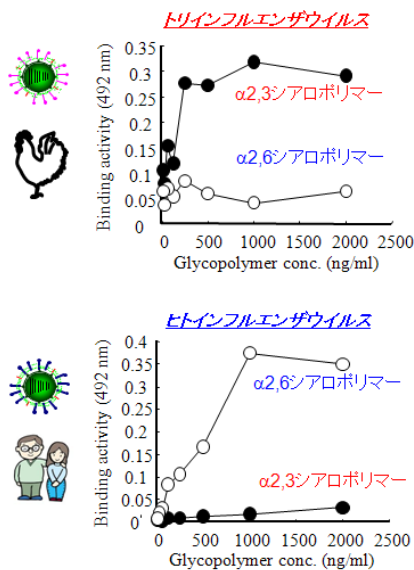 トリインフルエンザウイルス
Binding activity (492 nm)
0.35
0.3
0.25
0.2
0.15
0.1
0.05
0
α2,3シアロポリマー
α2,6シアロポリマー
0 500 1000 1500 2000 2500
Glycopolymer conc. (ng/ml)
ヒトインフルエンザウイルス
Binding activity (492 nm)
0.4
0.35
0.3
0.25
0.2
0.15
0.1
0.05
0
α2,6シアロポリマー
α2,3シアロポリマー
0 500 1000 1500 2000 2500
Glycopolymer conc. (ng/ml)